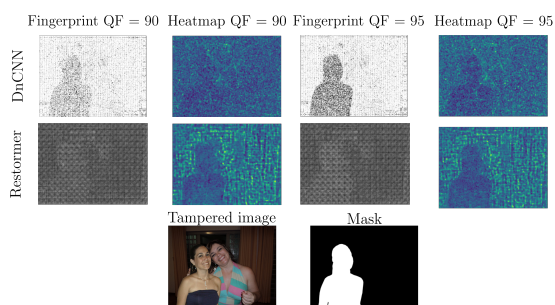 Fingerprint QF = 90 Heatmap QF = 90 Fingerprint QF = 95 Heatmap QF = 95
DnCNN
Restormer
Tampered image Mask